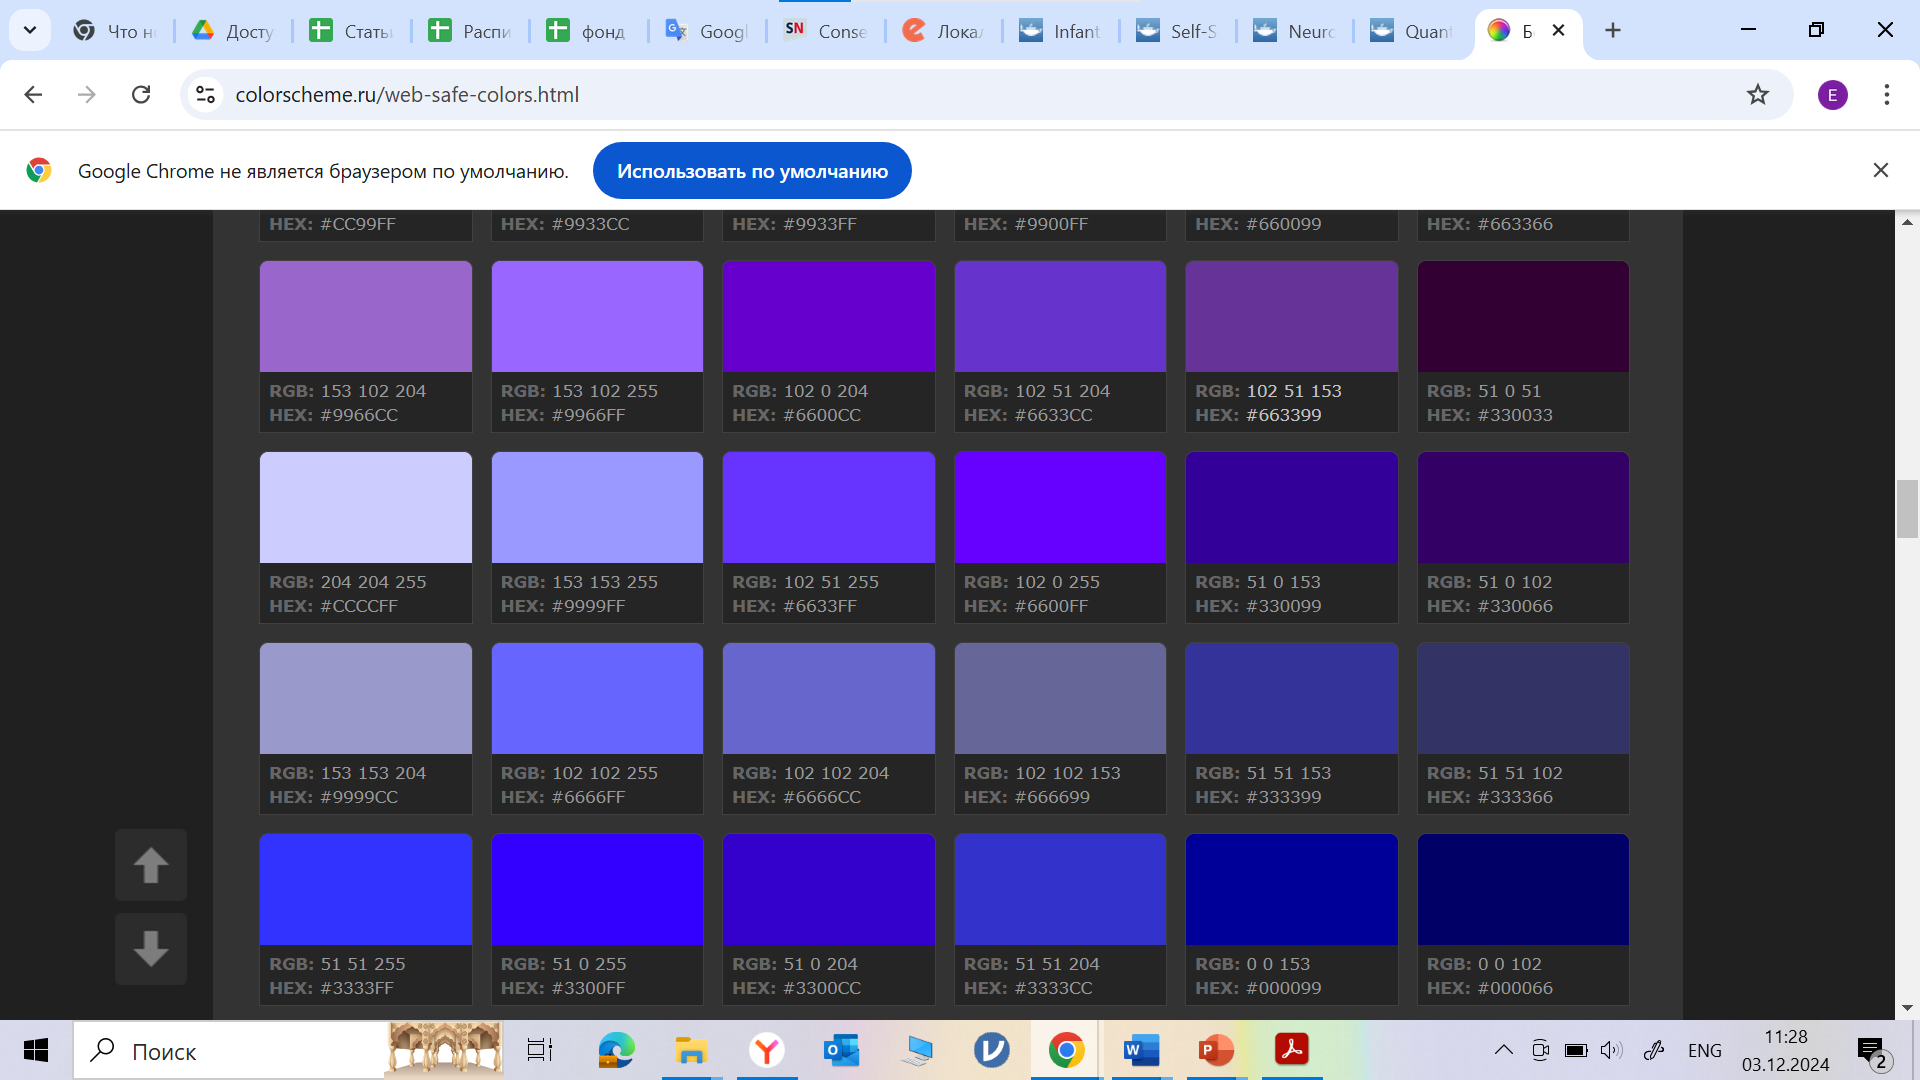 Что н
Досту
Стать
Распи
фонд
Googl
SN
Conse
Лока
Infant
Self-S
Neuro
Quant
Б
colorscheme.ru/web-safe-colors.html
E
Google Chrome не является браузером по умолчанию.
Использовать по умолчанию
HEX: #CC99FF
HEX: #9933CC
HEX: #9933FF
HEX: #9900FF
HEX: #660099
HEX: #663366
RGB: 153 102 204
HEX: #9966CC
RGB: 153 102 255
HEX: #9966FF
RGB: 102 0 204
HEX: #6600CC
RGB: 102 51 204
HEX: #6633CC
RGB: 102 51 153
HEX: #663399
RGB: 51 0 51
HEX: #330033
RGB: 204 204 255
HEX: #CCCCFF
RGB: 153 153 255
HEX: #9999FF
RGB: 102 51 255
HEX: #6633FF
RGB: 102 0 255
HEX: #6600FF
RGB: 51 0 153
HEX: #330099
RGB: 51 0 102
HEX: #330066
RGB: 153 153 204
HEX: #9999CC
RGB: 102 102 255
HEX: #6666FF
RGB: 102 102 204
HEX: #6666CC
RGB: 102 102 153
HEX: #666699
RGB: 51 51 153
HEX: #333399
RGB: 51 51 102
HEX: #333366
RGB: 51 51 255
HEX: #3333FF
RGB: 51 0 255
HEX: #3300FF
RGB: 51 0 204
HEX: #3300CC
RGB: 51 51 204
HEX: #3333CC
RGB: 0 0 153
HEX: #000099
RGB: 0 0 102
HEX: #000066
Поиск
ENG
11:28
03.12.2024
2